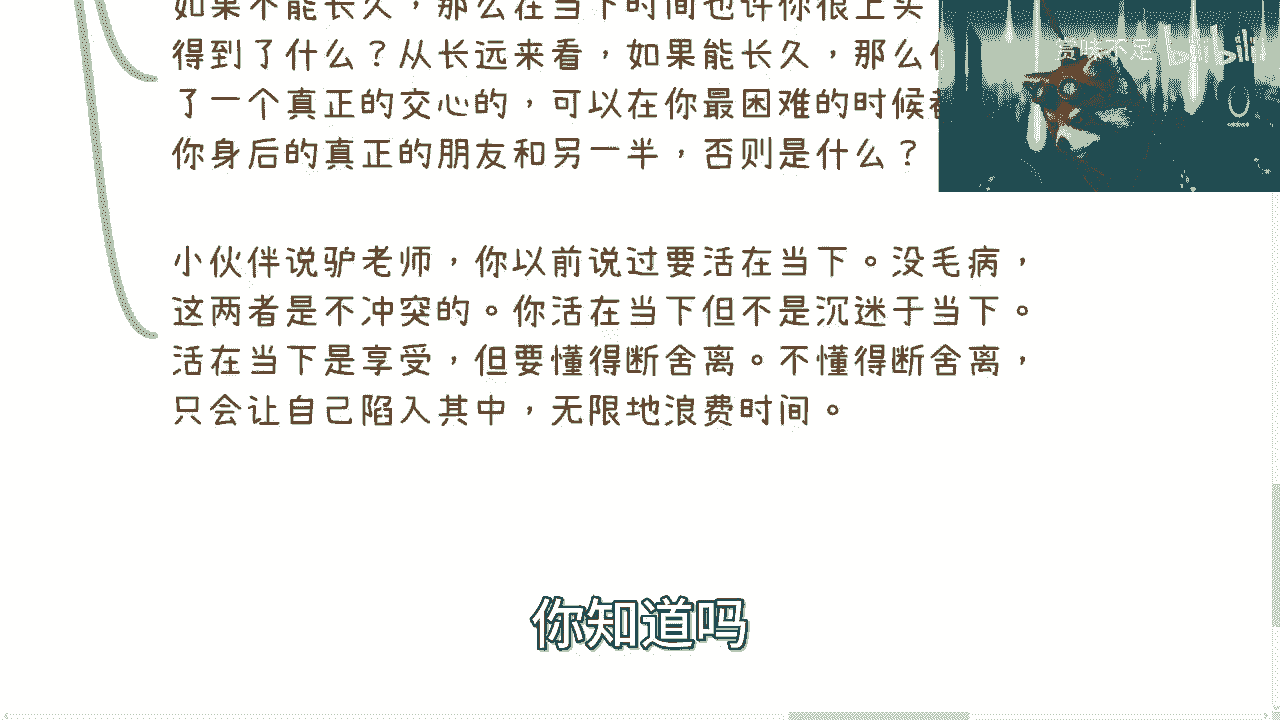 如果不能长久，那么在当下时间也许你很上头
得到了什么？从长远来看，如果能长久，那么
了一个真正的交心的，可以在你最困难的时候
你身后的真正的朋友和另一半，否则是什么？
小伙伴说驴老师，你以前说过要活在当下。没毛病，
这两者是不冲突的。你活在当下但不是沉迷于当下。
活在当下是享受，但要懂得断舍离。不懂得断舍离，
只会让自己陷入其中，无限地浪费时间。
你知道吗
bilibili